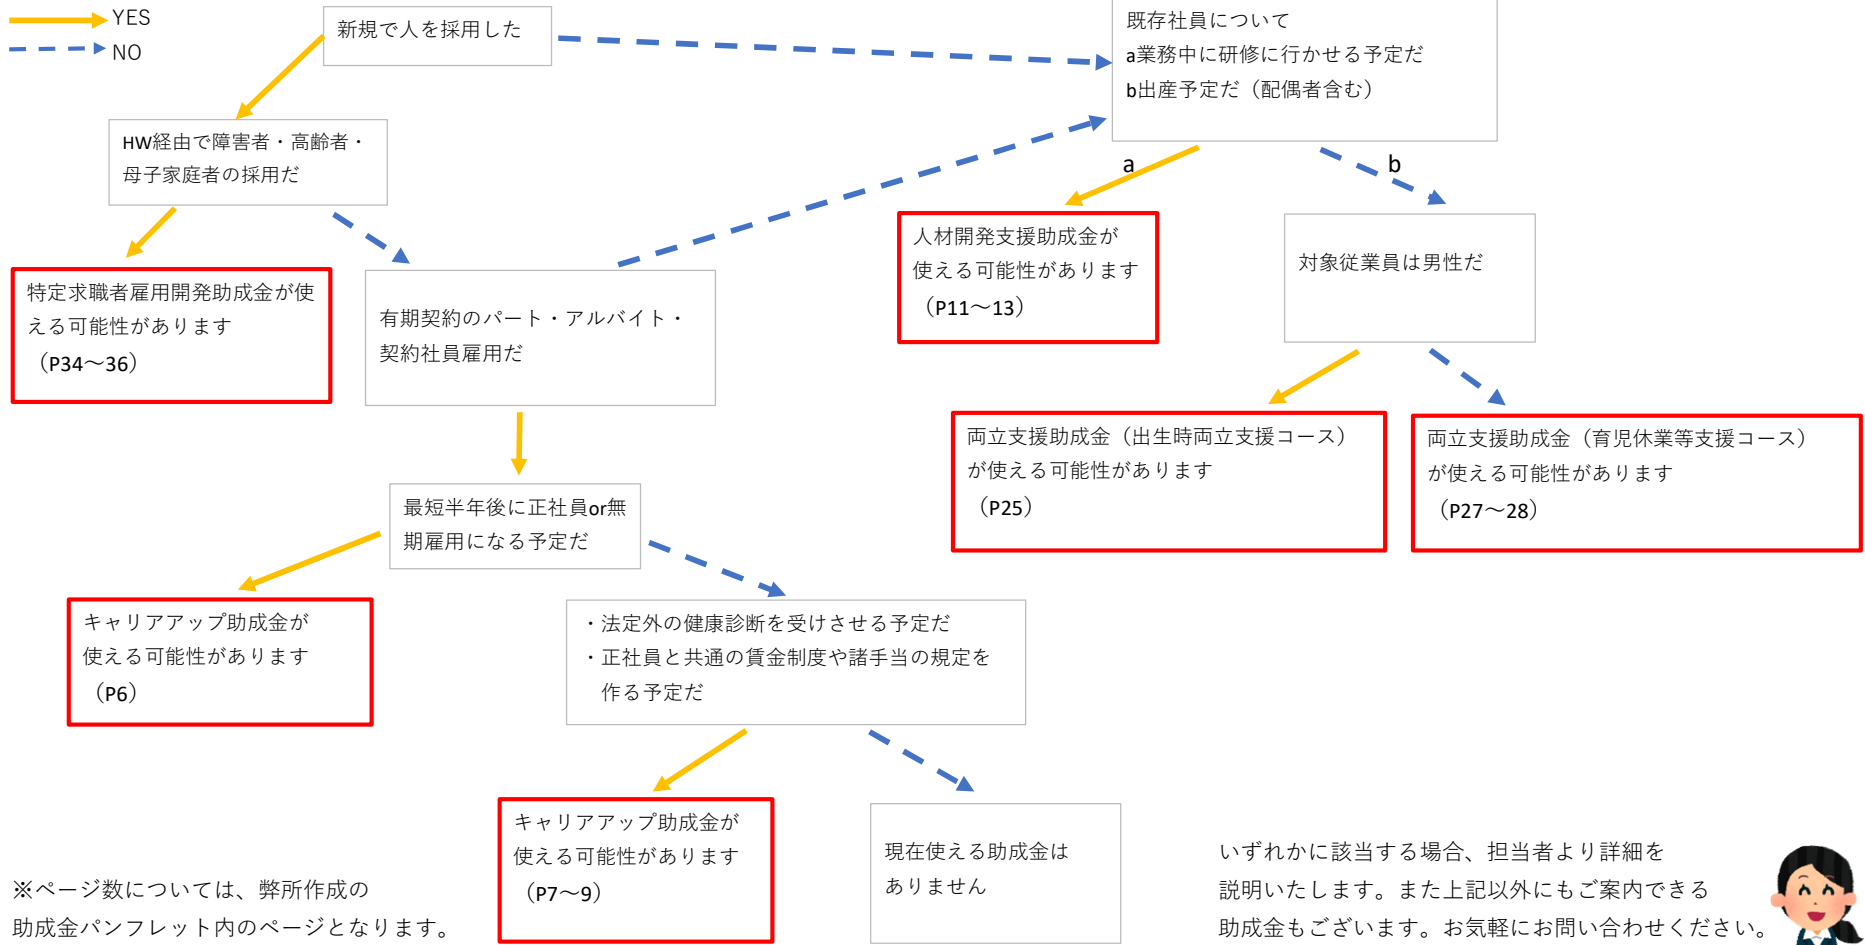 YES
NO
新規で人を採用した
既存社員について
a業務中に研修に行かせる予定だ
b出産予定だ（配偶者含む）
HW経由で障害者・高齢者・
母子家庭者の採用だ
a
b
特定求職者雇用開発助成金が使
える可能性があります
（P34～36）
有期契約のパート・アルバイト・
契約社員雇用だ
人材開発支援助成金が
使える可能性があります
（P11～13）
対象従業員は男性だ
両立支援助成金（出生時両立支援コース）
が使える可能性があります
（P25）
両立支援助成金（育児休業等支援コース）
が使える可能性があります
（P27～28）
最短半年後に正社員or無
期雇用になる予定だ
キャリアアップ助成金が
使える可能性があります
（P6）
・法定外の健康診断を受けさせる予定だ
・正社員と共通の賃金制度や諸手当の規定を
作る予定だ
キャリアアップ助成金が
使える可能性があります
（P7～9）
現在使える助成金は
ありません
※ページ数については、弊所作成の
助成金パンフレット内のページとなります。
いずれかに該当する場合、担当者より詳細を
説明いたします。また上記以外にもご案内できる
助成金もございます。お気軽にお問い合わせください。